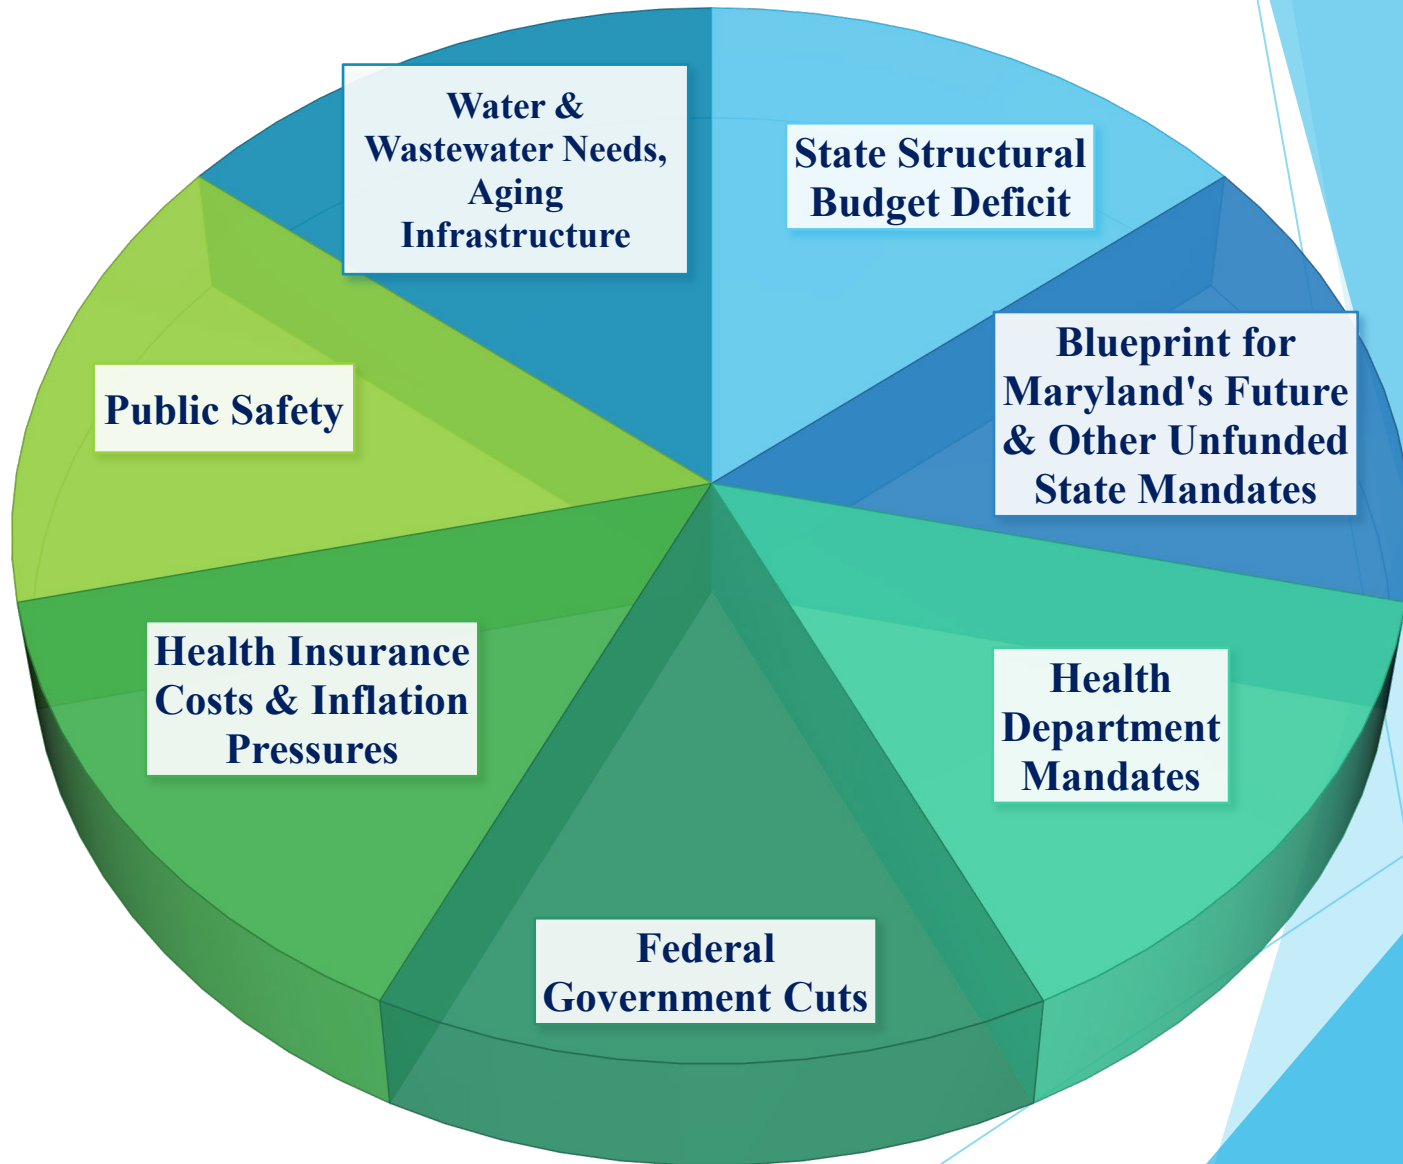 Water &
Wastewater Needs,
Aging
Infrastructure
State Structural
Budget Deficit
Blueprint for
Maryland's Future
& Other Unfunded
State Mandates
Public Safety
Health Insurance
Costs & Inflation
Pressures
Health
Department
Mandates
Federal
Government Cuts